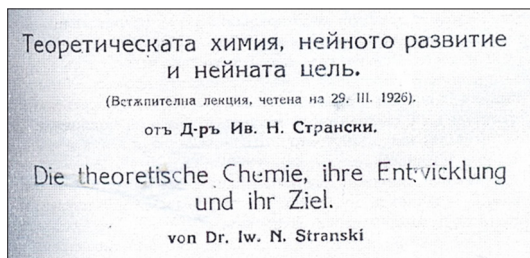 Теоретическата химия, нейното развитие
и нейната цель.
(Встѫпителна лекция, четена на 29. III. 1926).
отъ Д-ръ Ив. Н. Странски.
Die theoretische Chemie, ihre Entwicklung
und ihr Ziel.
von Dr. Iw. N. Stranski